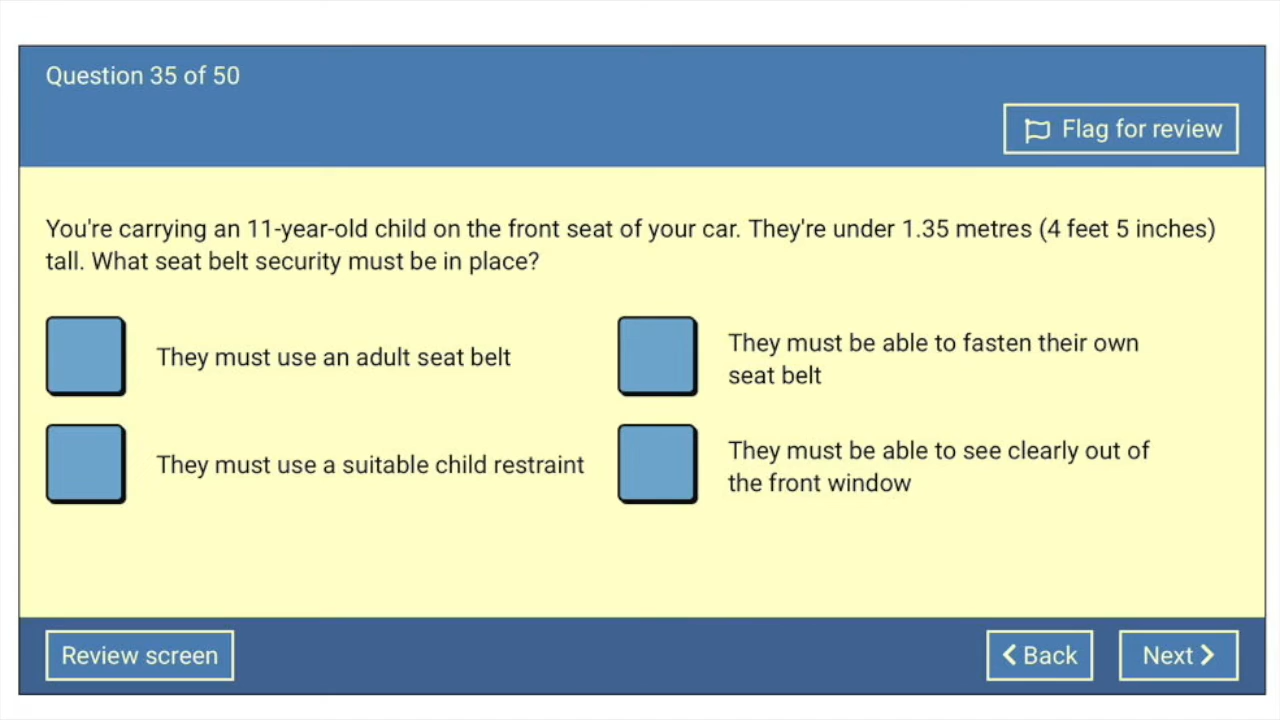 Question 35 of 50
Flag for review
You're carrying an 11-year-old child on the front seat of your car. They're under 1.35 metres (4 feet 5 inches)
tall. What seat belt security must be in place?
They must use an adult seat belt
They must be able to fasten their own
seat belt
They must use a suitable child restraint
They must be able to see clearly out of
the front window
Review screen
Back
Next